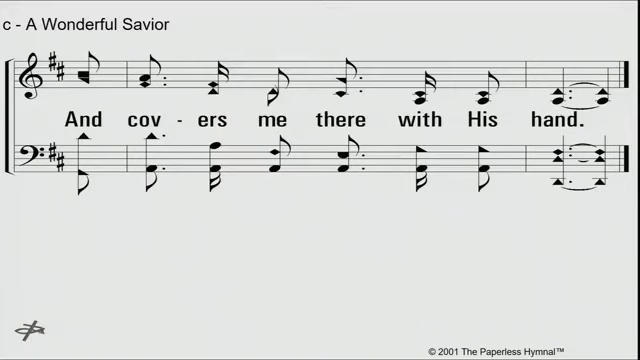 c - A Wonderful Savior
And cov - ers me there with His hand.
© 2001 The Paperless Hymnal™